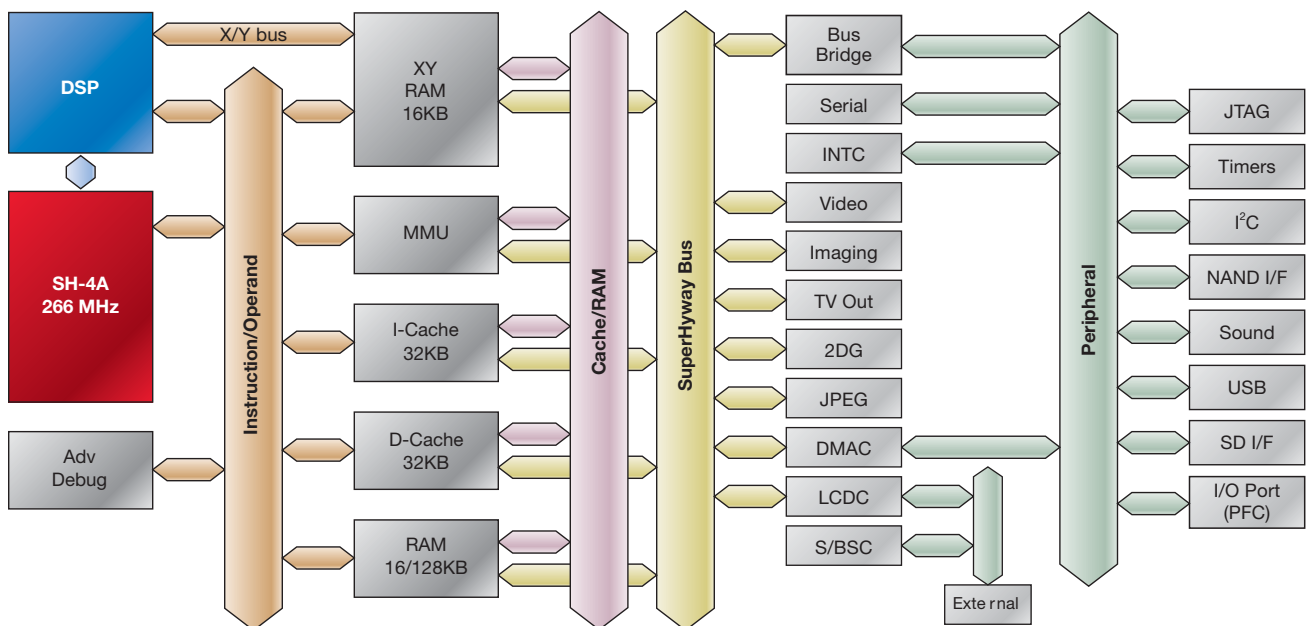 DSP
X/Y bus
XY
RAM
16KB
SH-4A
266 MHz
Adv
Debug
Instruction/Operand
MMU
I-Cache
32KB
D-Cache
32KB
RAM
16/128KB
Cache/RAM
SuperHyway Bus
Bus
Bridge
Serial
INTC
Video
Imaging
TV Out
2DG
JPEG
DMAC
LCDC
S/BSC
External
Peripheral
JTAG
Timers
I²C
NAND I/F
Sound
USB
SD I/F
I/O Port
(PFC)